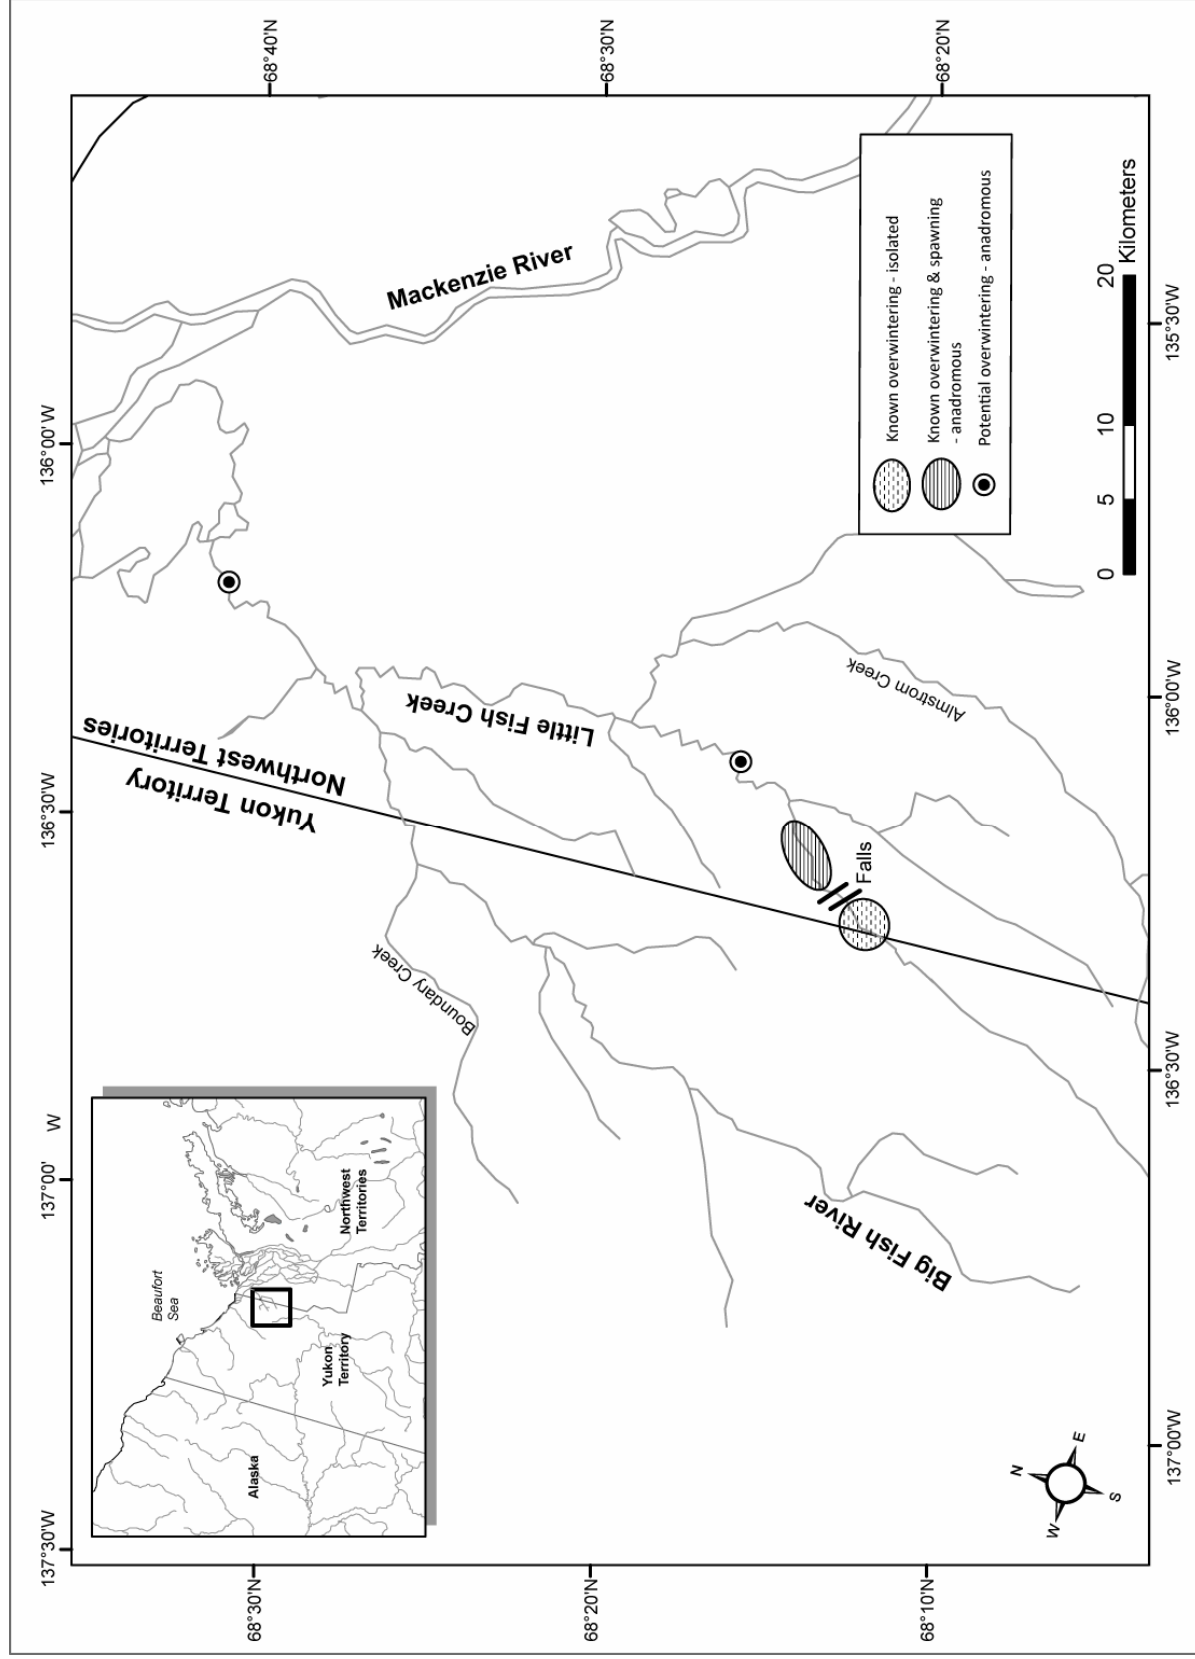 137°30'W
137°00'
W
136°30'W
136°00'W
68°40'N
68°30'N
68°20'N
68°30'N
68°20'N
68°10'N
137°00'W
136°30'W
136°00'W
135°30'W
Beaufort
Sea
Alaska
Yukon
Territory
Northwest
Territories
Yukon Territory
Northwest Territories
Mackenzie River
Little Fish Creek
Boundary Creek
Almstrom Creek
Big Fish River
Falls
Known overwintering - isolated
Known overwintering & spawning
- anadromous
Potential overwintering - anadromous
0
5
10
20
Kilometers
N
E
S
W